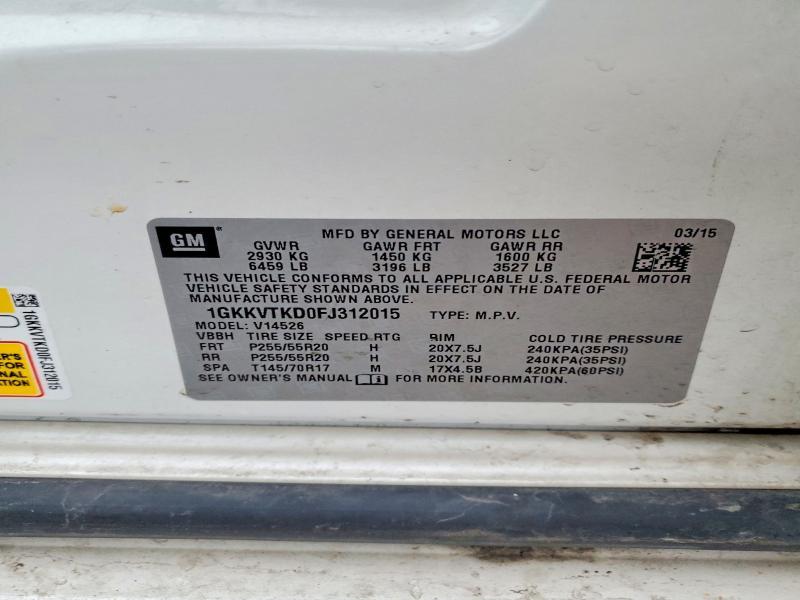 GM
MFD BY GENERAL MOTORS LLC 03/15
GVWR GAWR FRT GAWR RR
2930 KG 1450 KG 1600 KG
6459 LB 3196 LB 3527 LB
THIS VEHICLE CONFORMS TO ALL APPLICABLE U.S. FEDERAL MOTOR
VEHICLE SAFETY STANDARDS IN EFFECT ON THE DATE OF
MANUFACTURE SHOWN ABOVE.
1GKKVTKD0FJ312015 TYPE: M.P.V.
MODEL: V14526
VBBH TIRE SIZE SPEED RTG RIM COLD TIRE PRESSURE
FRT P255/55R20 H 20X7.5J 240KPA(35PSI)
RR P255/55R20 H 20X7.5J 240KPA(35PSI)
SPA T145/70R17 M 17X4.5B 420KPA(60PSI)
SEE OWNER'S MANUAL FOR MORE INFORMATION.
1GKKVTKD0FJ312015
FOR